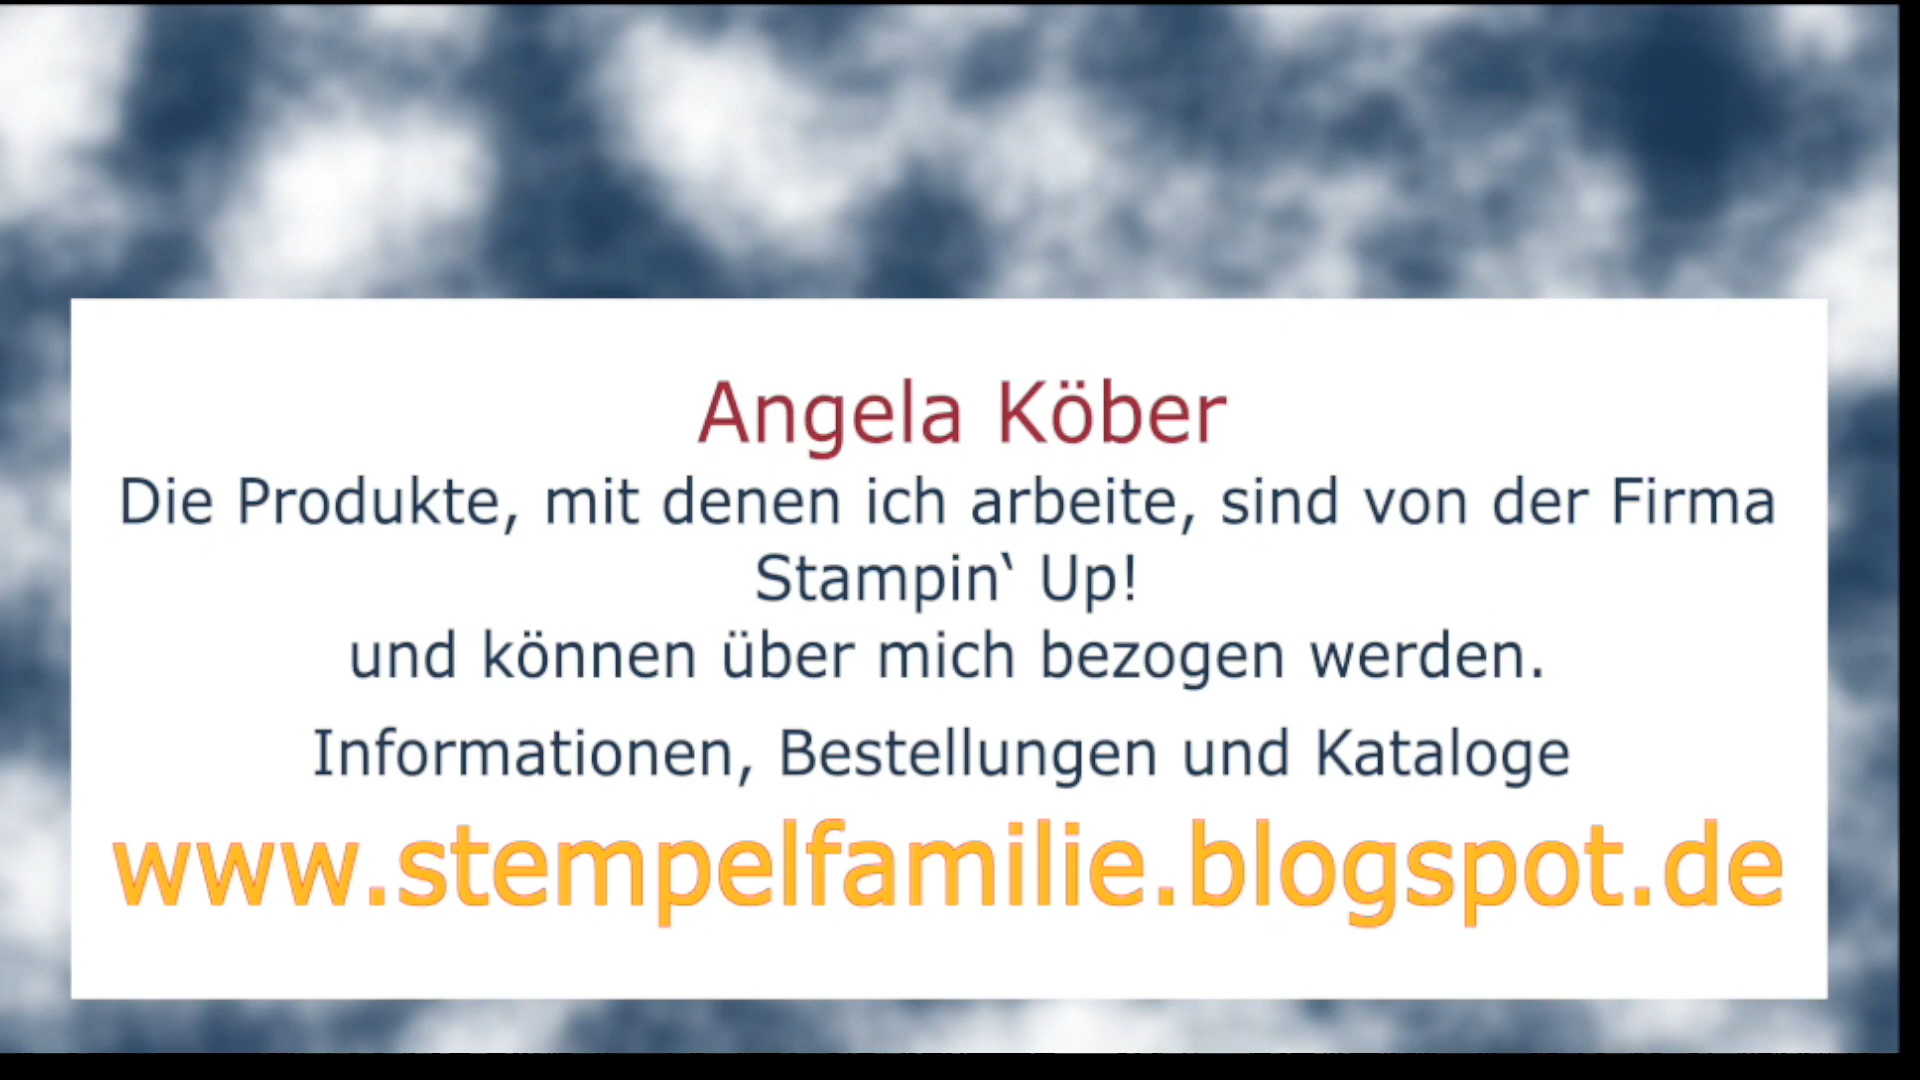 Angela Köber
Die Produkte, mit denen ich arbeite, sind von der Firma
Stampin‘ Up!
und können über mich bezogen werden.
Informationen, Bestellungen und Kataloge
www.stempelfamilie.blogspot.de